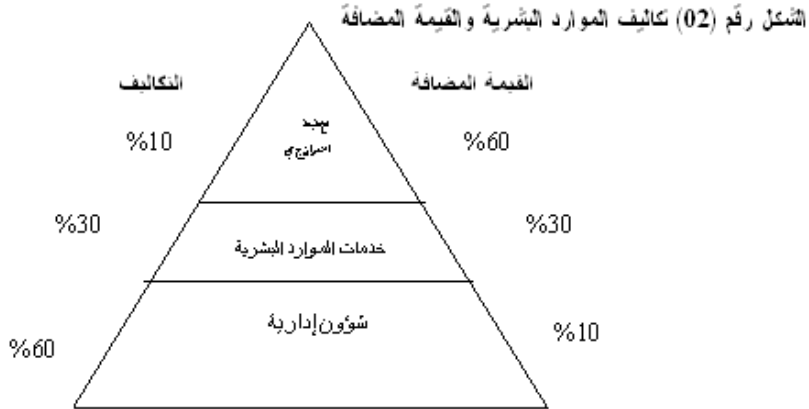 الشكل رقم (02) تكاليف الموارد البشرية والقيمة المضافة
القيمة المضافة
التكاليف
%60
%10
%30
%30
خدمات الموارد البشرية
شؤون إدارية
%10
%60